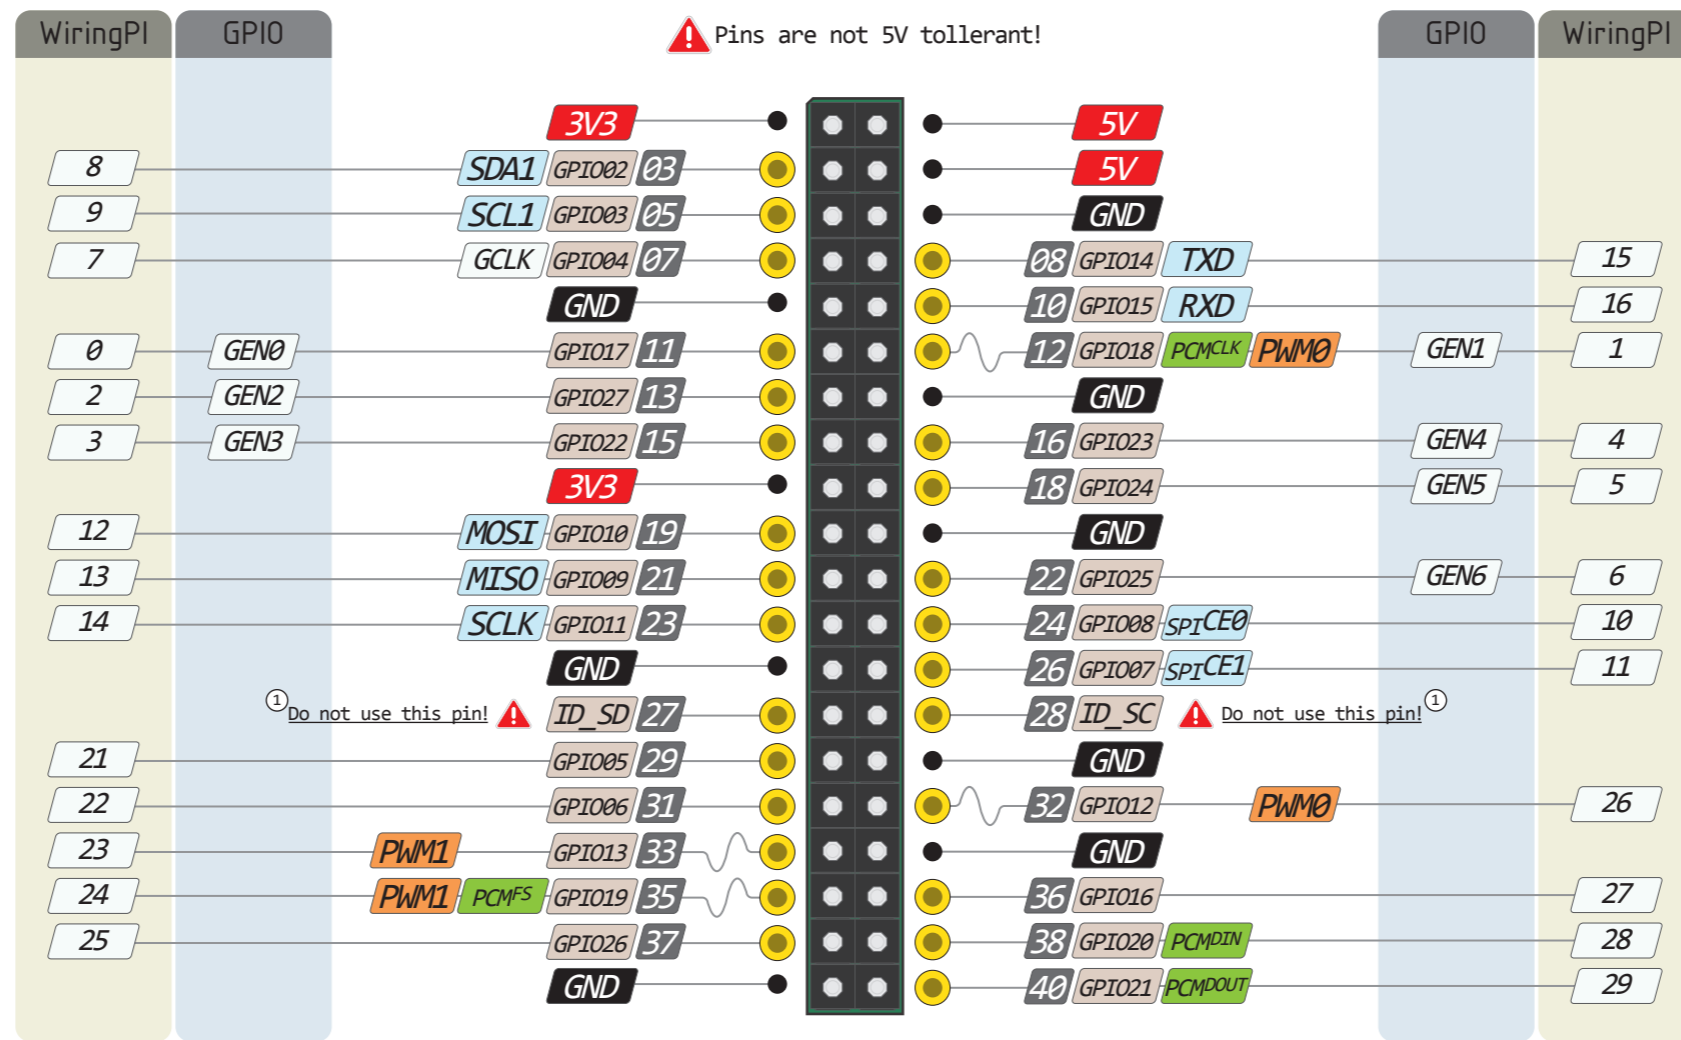 WiringPI GPIO Pins are not 5V tollerant! GPIO WiringPI
3V3 5V
8 SDA1 GPIO02 03 5V
9 SCL1 GPIO03 05 GND
7 GCLK GPIO04 07 08 GPIO14 TXD 15
GND 10 GPIO15 RXD 16
0 GEN0 GPIO17 11 12 GPIO18 PCMCLK PWM0 GEN1 1
2 GEN2 GPIO27 13 GND
3 GEN3 GPIO22 15 16 GPIO23 GEN4 4
3V3 18 GPIO24 GEN5 5
12 MOSI GPIO10 19 GND
13 MISO GPIO09 21 22 GPIO25 GEN6 6
14 SCLK GPIO11 23 24 GPIO08 SPICE0 10
GND 26 GPIO07 SPICE1 11
1 Do not use this pin! ID_SD 27 28 ID_SC Do not use this pin! 1
21 GPIO05 29 GND
22 GPIO06 31 32 GPIO12 PWM0 26
23 PWM1 GPIO13 33 GND
24 PWM1 PCMFS GPIO19 35 36 GPIO16 27
25 GPIO26 37 38 GPIO20 PCMDIN 28
GND 40 GPIO21 PCMDOUT 29